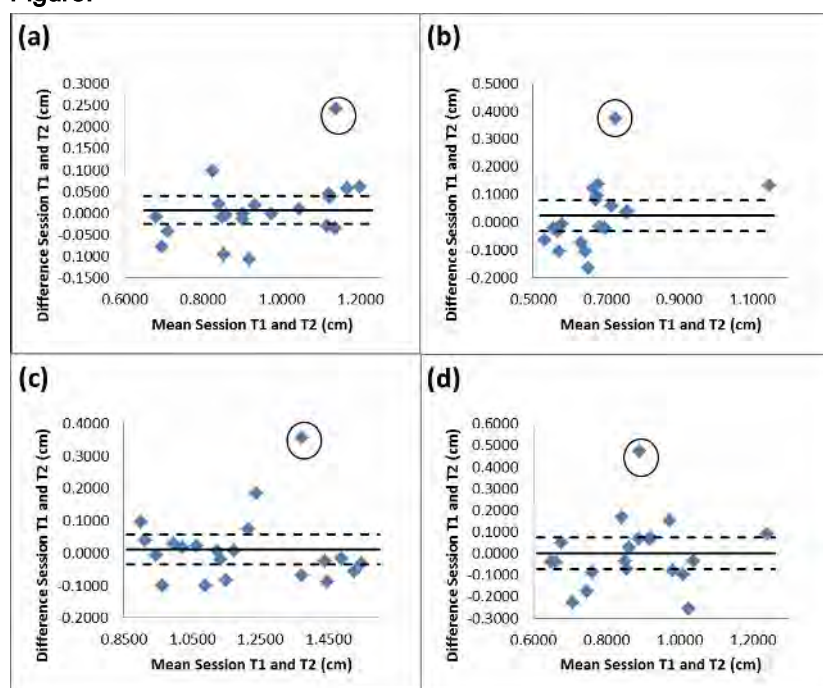 Figure.
(a)
Difference Session T1 and T2 (cm)
0.3000
0.2500
0.2000
0.1500
0.1000
0.0500
0.0000
-0.0500
-0.1000
-0.1500
0.6000 0.8000 1.0000 1.2000
Mean Session T1 and T2 (cm)
(b)
Difference Session T1 and T2 (cm)
0.5000
0.4000
0.3000
0.2000
0.1000
0.0000
-0.1000
-0.2000
0.5000 0.7000 0.9000 1.1000
Mean Session T1 and T2 (cm)
(c)
Difference Session T1 and T2 (cm)
0.4000
0.3000
0.2000
0.1000
0.0000
-0.1000
-0.2000
0.8500 1.0500 1.2500 1.4500
Mean Session T1 and T2 (cm)
(d)
Difference Session T1 and T2 (cm)
0.6000
0.5000
0.4000
0.3000
0.2000
0.1000
0.0000
-0.1000
-0.2000
-0.3000
0.6000 0.8000 1.0000 1.2000
Mean Session T1 and T2 (cm)